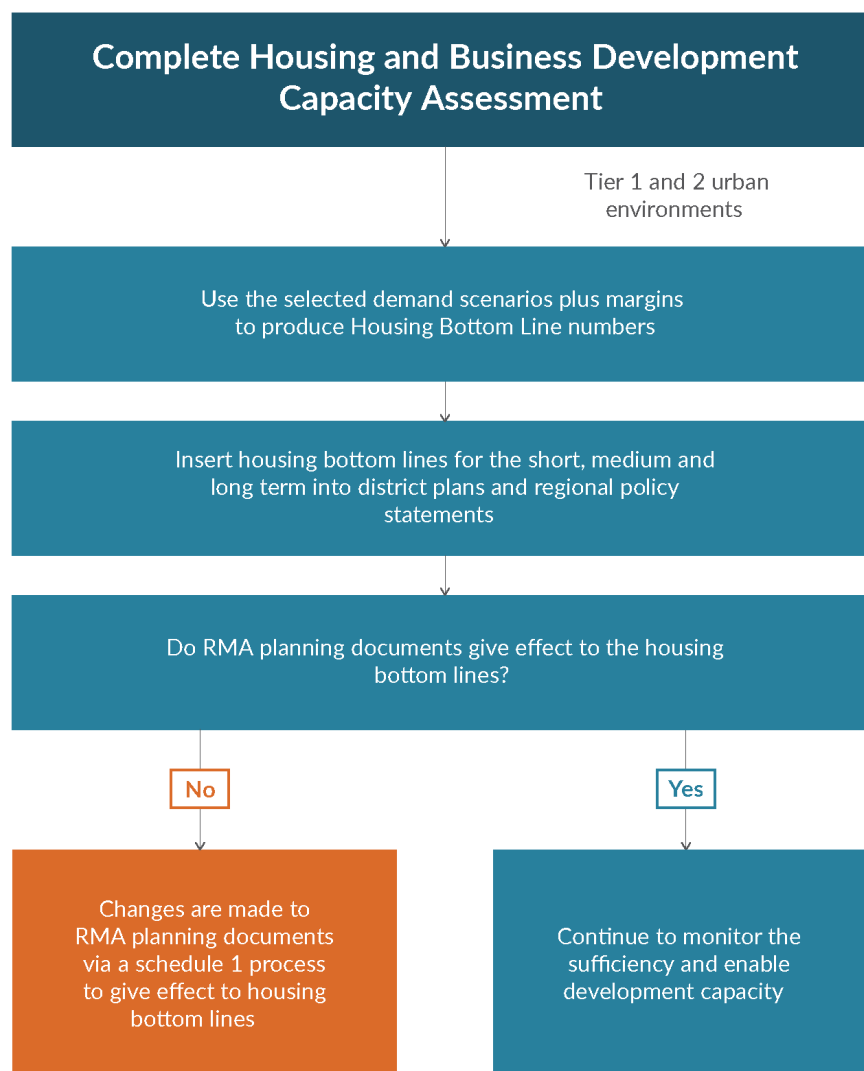 Complete Housing and Business Development
Capacity Assessment
Tier 1 and 2 urban
environments
Use the selected demand scenarios plus margins
to produce Housing Bottom Line numbers
Insert housing bottom lines for the short, medium and
long term into district plans and regional policy
statements
Do RMA planning documents give effect to the housing
bottom lines?
No
Yes
Changes are made to
RMA planning documents
via a schedule 1 process
to give effect to housing
bottom lines
Continue to monitor the
sufficiency and enable
development capacity